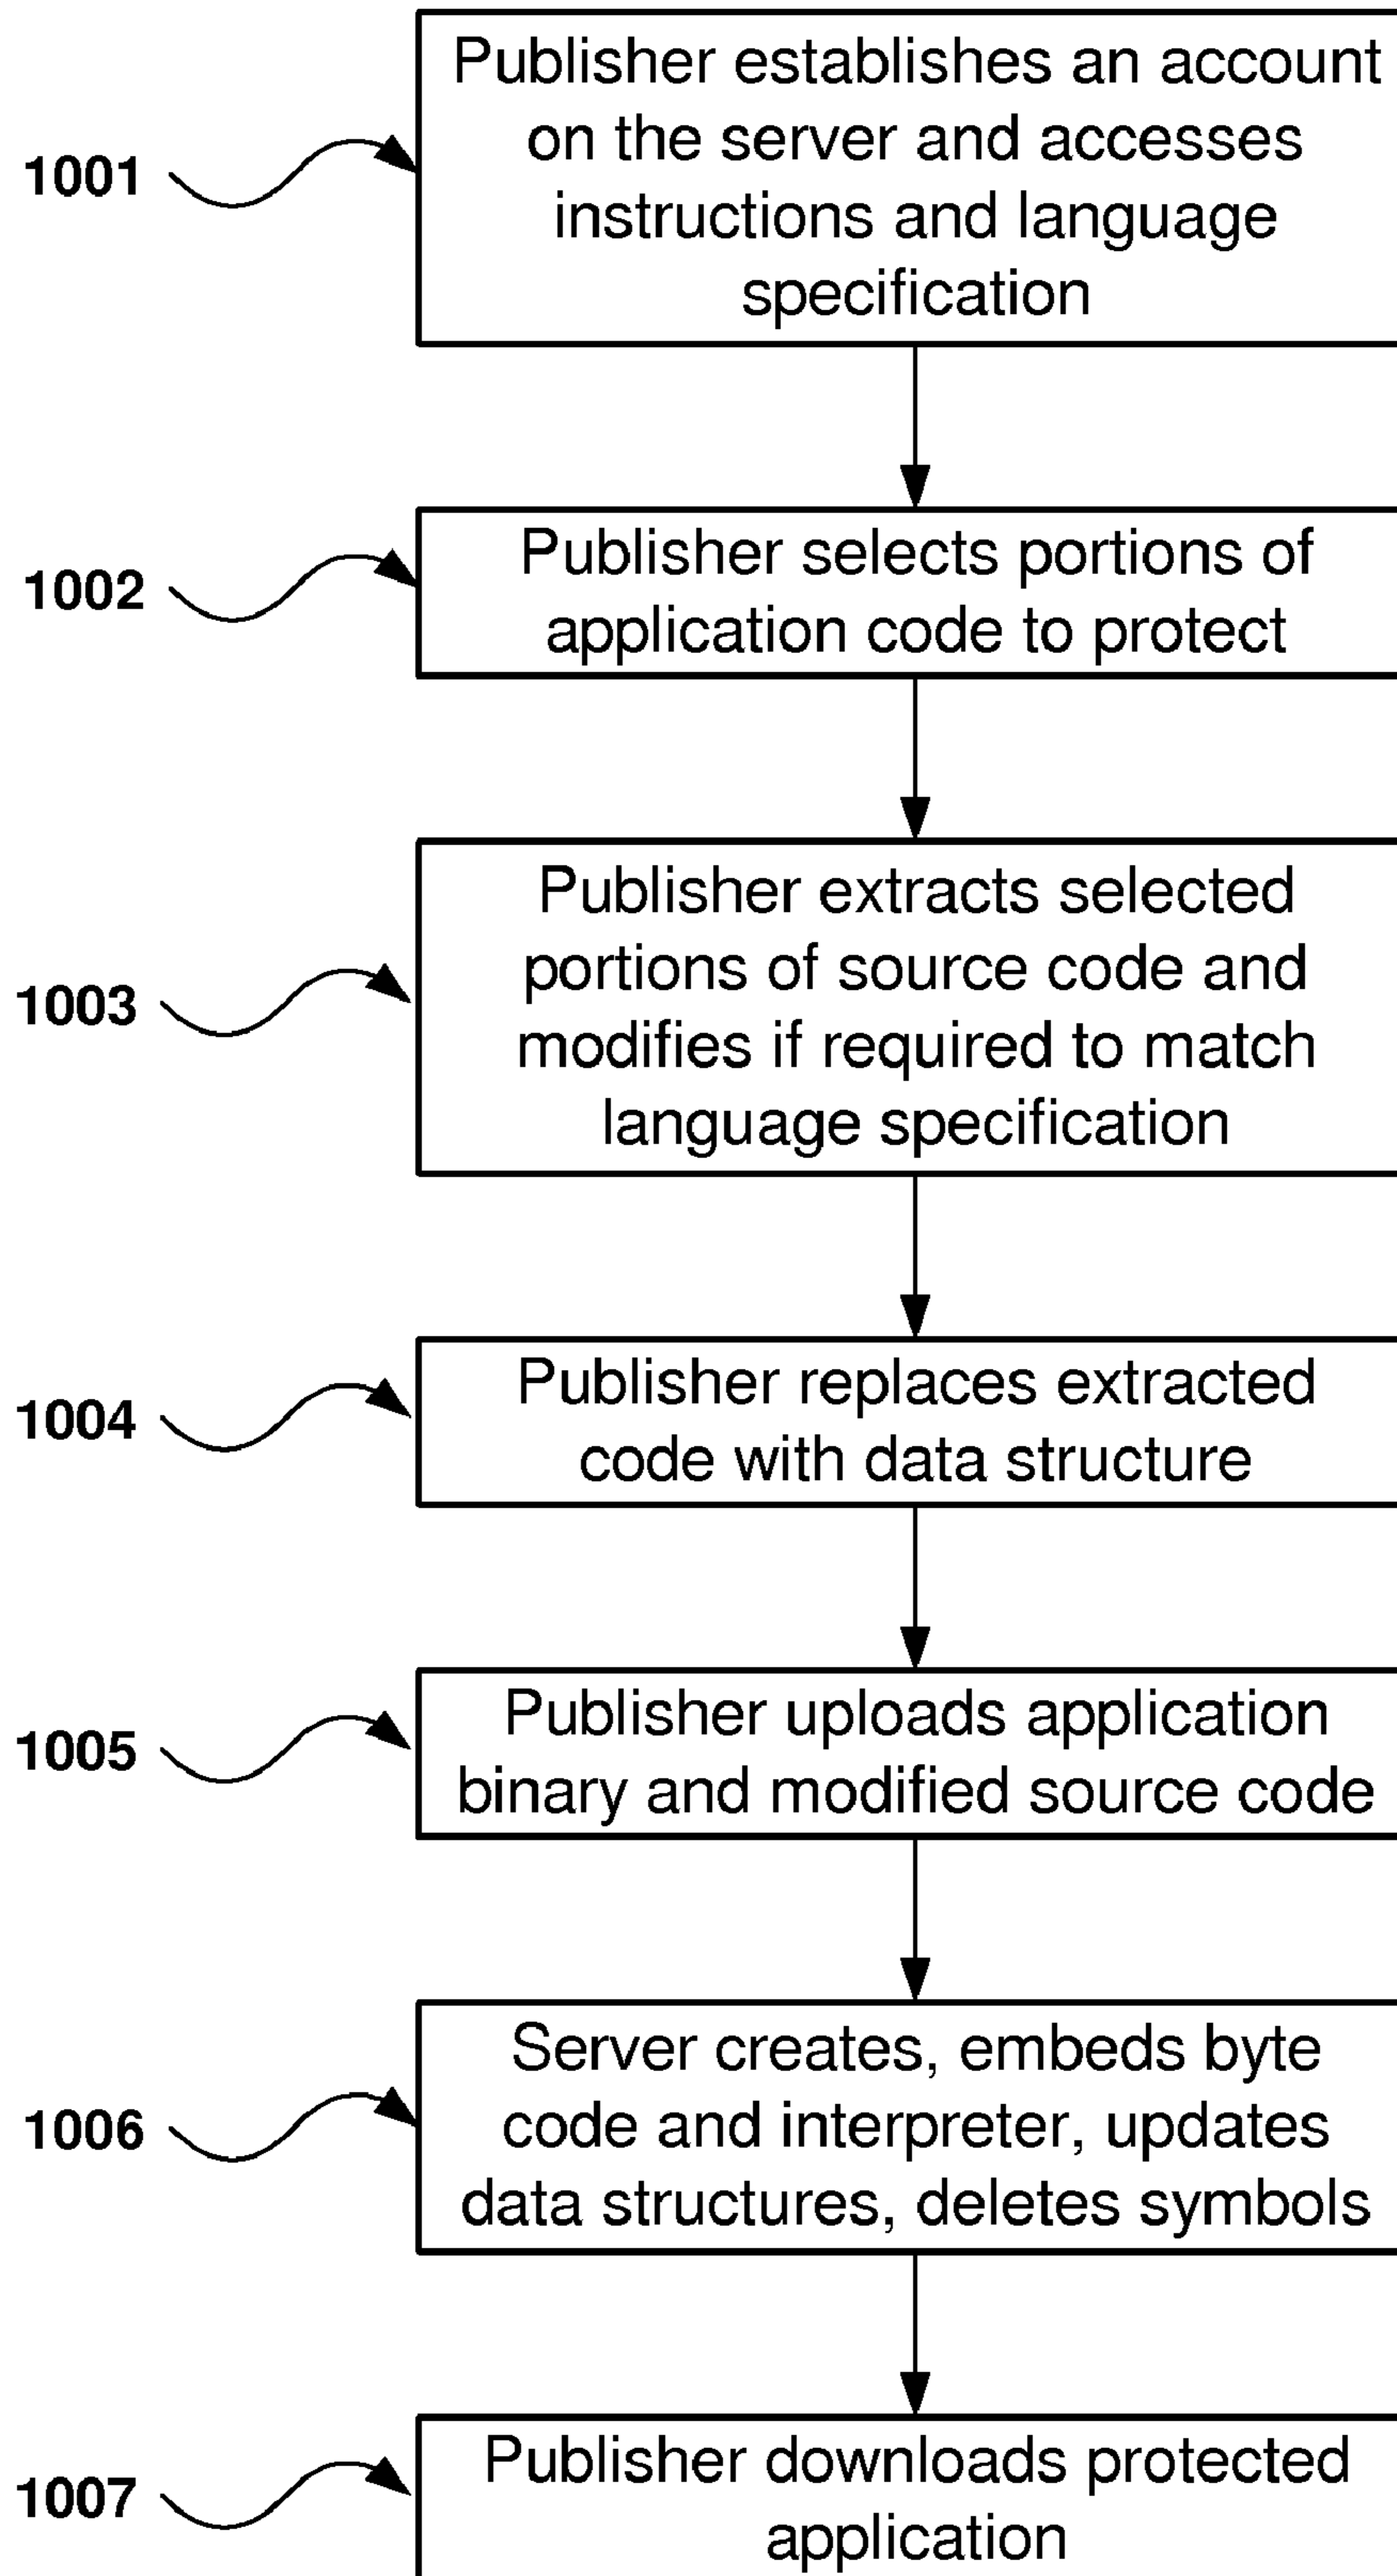 Publisher establishes an account
on the server and accesses
instructions and language
specification
1001
Publisher selects portions of
application code to protect
1002
Publisher extracts selected
portions of source code and
modifies if required to match
language specification
1003
Publisher replaces extracted
code with data structure
1004
Publisher uploads application
binary and modified source code
1005
Server creates, embeds byte
code and interpreter, updates
data structures, deletes symbols
1006
Publisher downloads protected
application
1007